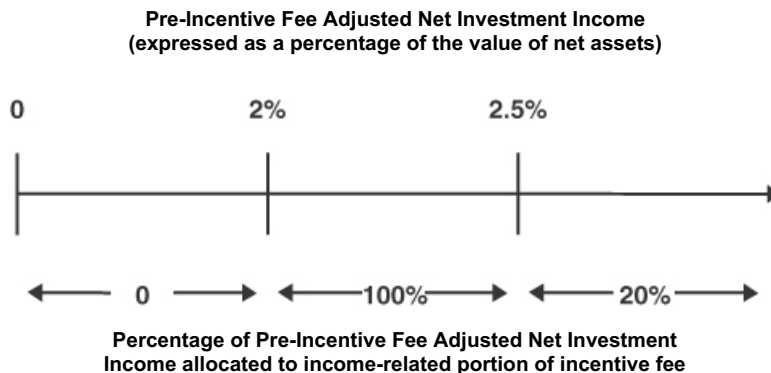 Pre-Incentive Fee Adjusted Net Investment Income
(expressed as a percentage of the value of net assets)
0 2% 2.5%
0 100% 20%
Percentage of Pre-Incentive Fee Adjusted Net Investment
Income allocated to income-related portion of incentive fee